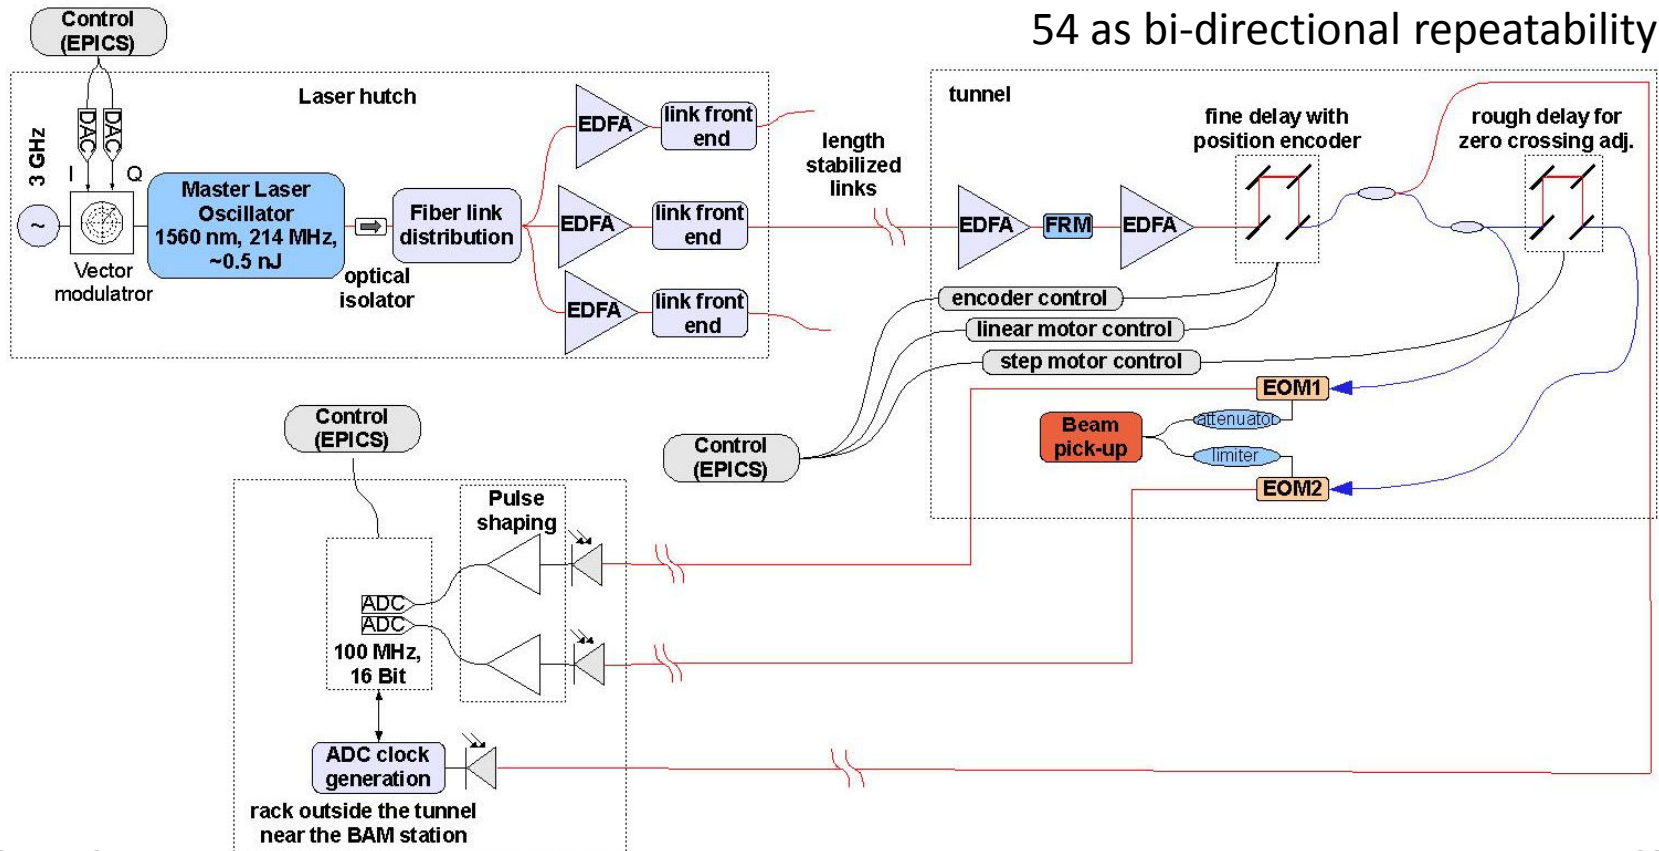 Control
(EPICS)
54 as bi-directional repeatability
Laser hutch
3 GHz
DAC
DAC
I
Q
~
Vector
modulatror
Master Laser
Oscillator
1560 nm, 214 MHz,
~0.5 nJ
optical
isolator
Fiber link
distribution
EDFA
link front
end
EDFA
link front
end
EDFA
link front
end
length
stabilized
links
tunnel
fine delay with
position encoder
rough delay for
zero crossing adj.
EDFA
FRM
EDFA
encoder control
linear motor control
step motor control
Control
(EPICS)
EOM1
attenuator
Beam
pick-up
limiter
EOM2
Control
(EPICS)
Pulse
shaping
ADC
ADC
100 MHz,
16 Bit
ADC clock
generation
rack outside the tunnel
near the BAM station